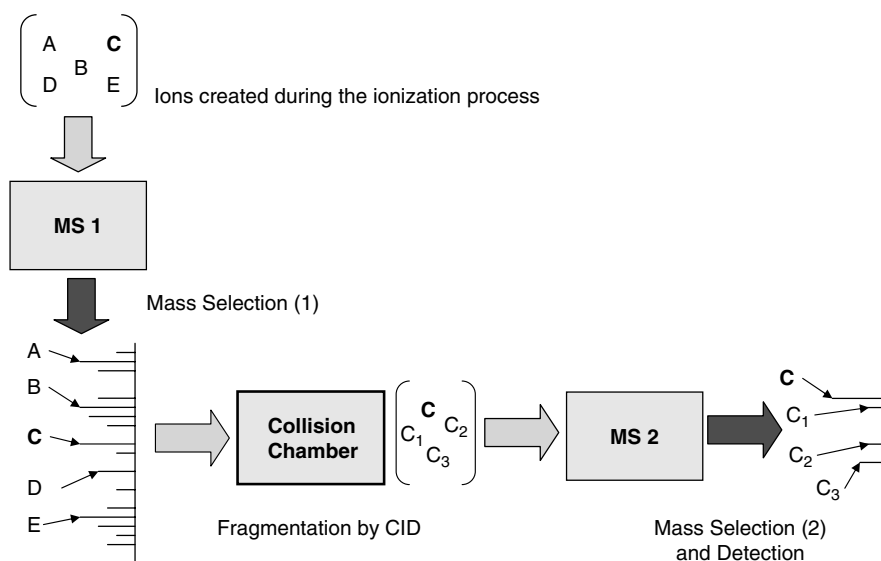 A C
B
D E
Ions created during the ionization process
MS 1
Mass Selection (1)
A
B
C
D
E
Collision
Chamber
C
C1 C2
C3
Fragmentation by CID
MS 2
C
C1
C2
C3
Mass Selection (2)
and Detection